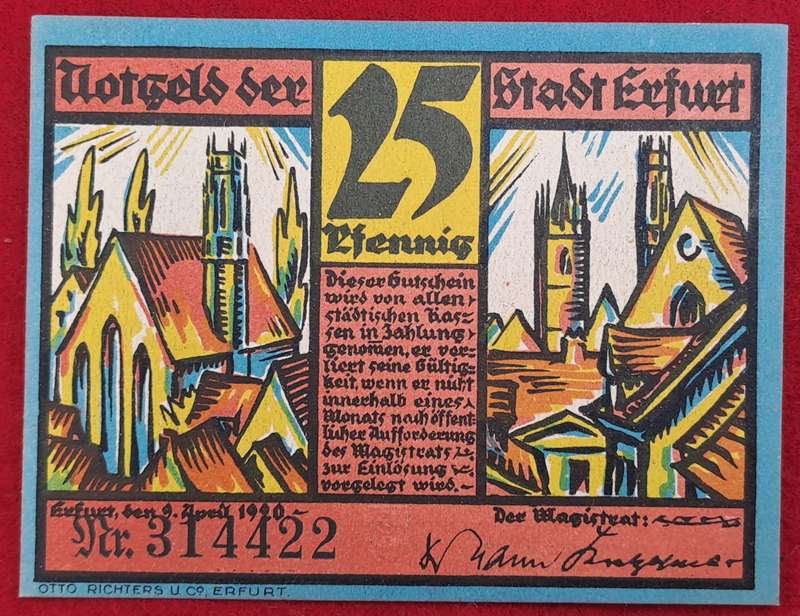 Notgeld der
25
Pfennig
Stadt Erfurt
Dieser Gutschein
wird von allen
städtischen Kas-
sen in Zahlung
genomen, er ver-
liert seine Gültig-
keit, wenn er nicht
innerhalb eines
Monats nach öffent-
licher Aufforderung
des Magistrats
zur Einlösung
vorgelegt wird.
Erfurt, den 9. April 1920
Nr. 314422
Der Magistrat:
OTTO RICHTERS U Co. ERFURT.